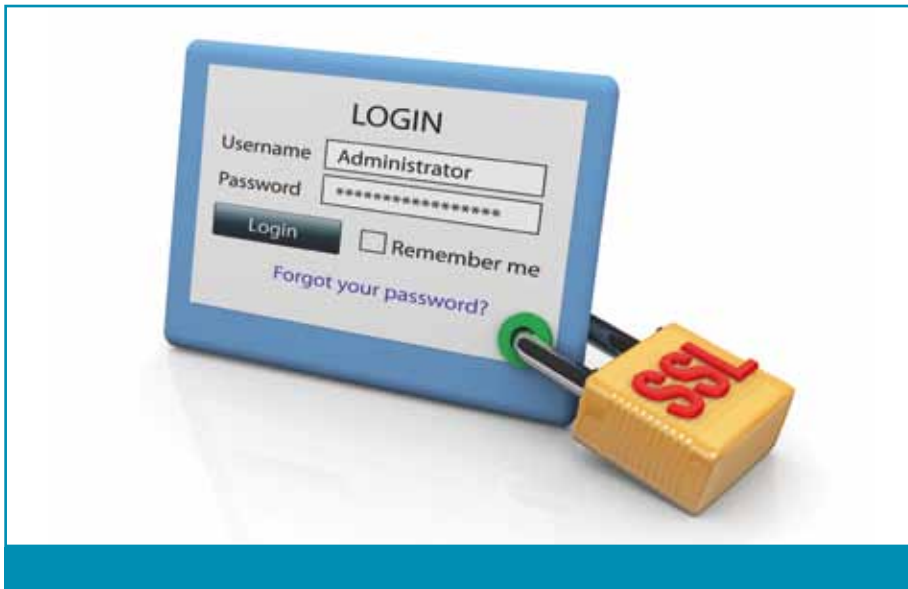 LOGIN
Username Administrator
Password *****************
Login Remember me
Forgot your password?
SSL